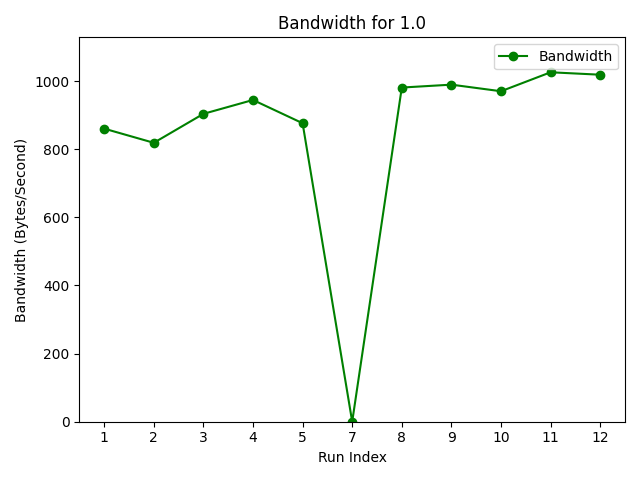 Bandwidth for 1.0
Bandwidth
Bandwidth (Bytes/Second)
1000
800
600
400
200
0
1 2 3 4 5 7 8 9 10 11 12
Run Index